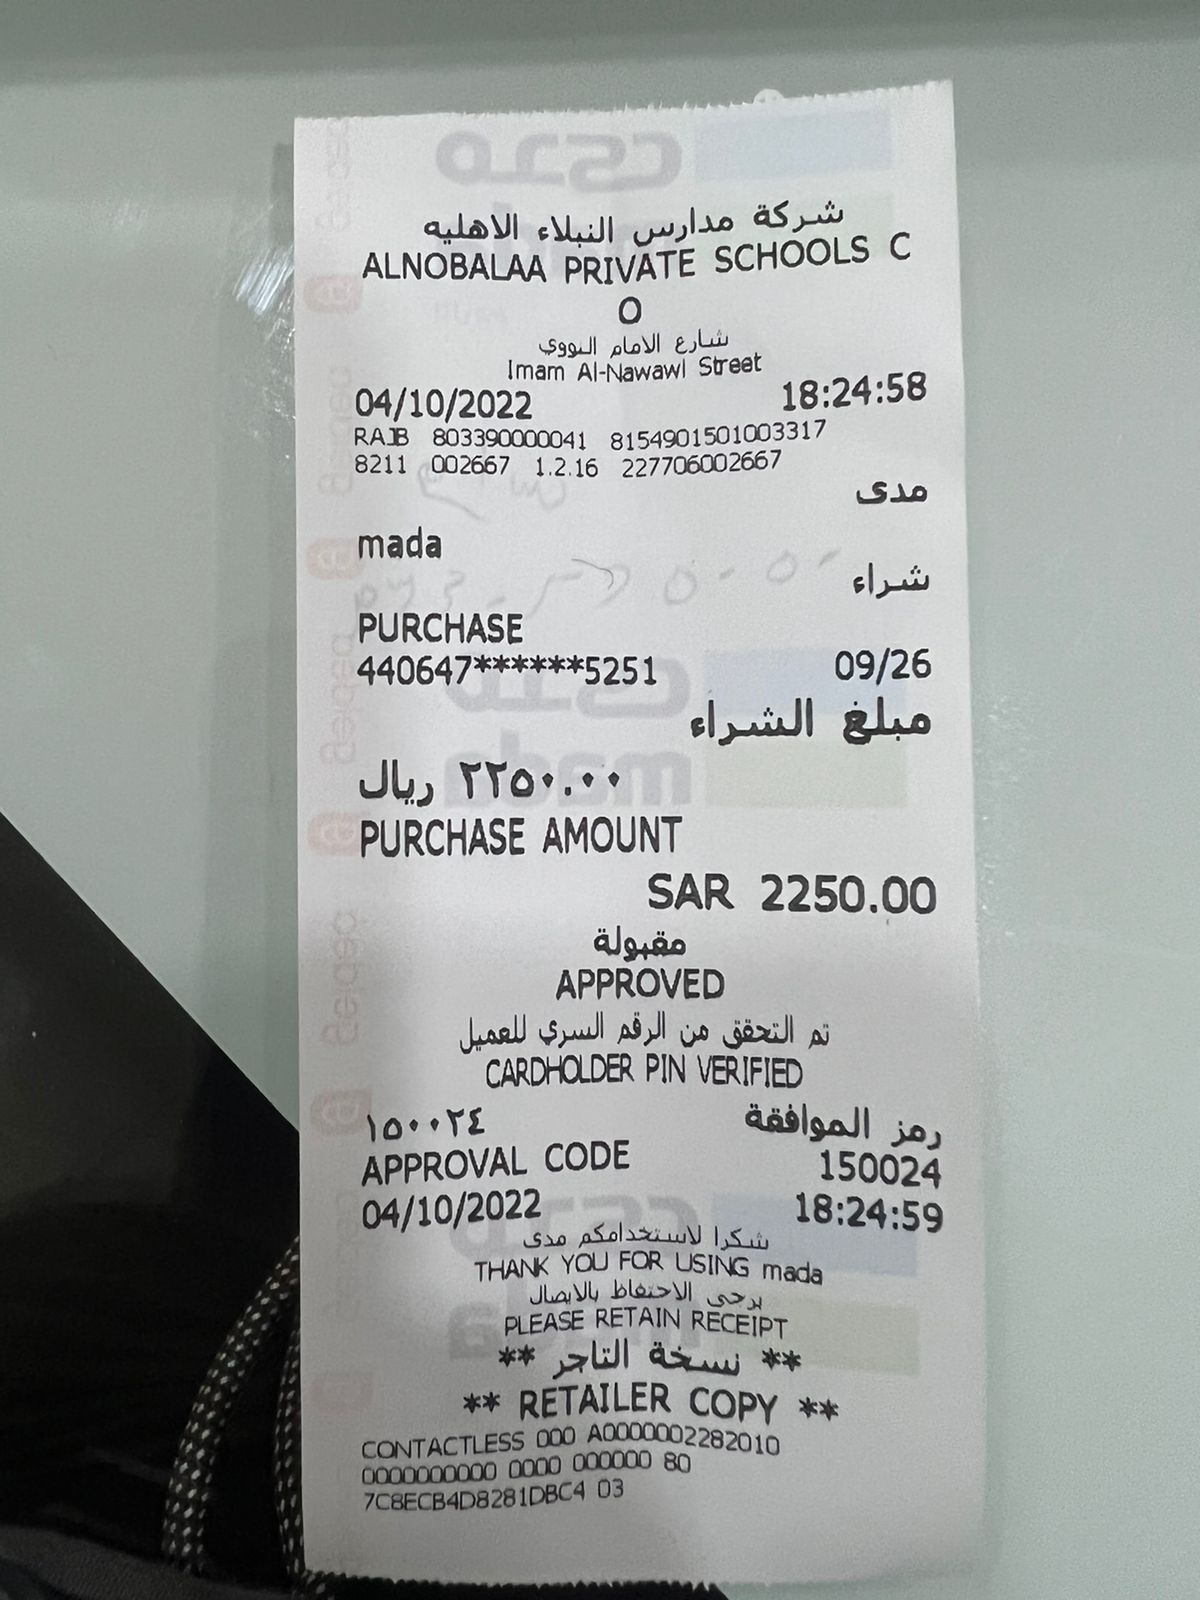 شركة مدارس النبلاء الاهليه
ALNOBALAA PRIVATE SCHOOLS C
O
شارع الامام النووي
Imam Al-Nawawi Street
04/10/2022 18:24:58
RAJB 803390000041 8154901501003317
8211 002667 1.2.16 227706002667
مدى
mada
شراء
PURCHASE
440647******5251 09/26
مبلغ الشراء
٢٢٥٠.٠٠ ريال
PURCHASE AMOUNT
SAR 2250.00
مقبولة
APPROVED
تم التحقق من الرقم السري للعميل
CARDHOLDER PIN VERIFIED
رمز الموافقة ١٥٠٠٢٤
APPROVAL CODE 150024
04/10/2022 18:24:59
شكرا لاستخدامكم مدى
THANK YOU FOR USING mada
يرجى الاحتفاظ بالايصال
PLEASE RETAIN RECEIPT
** نسخة التاجر **
** RETAILER COPY **
CONTACTLESS 000 A0000002282010
0000000000 0000 000000 80
7C8ECB4D8281DBC4 03